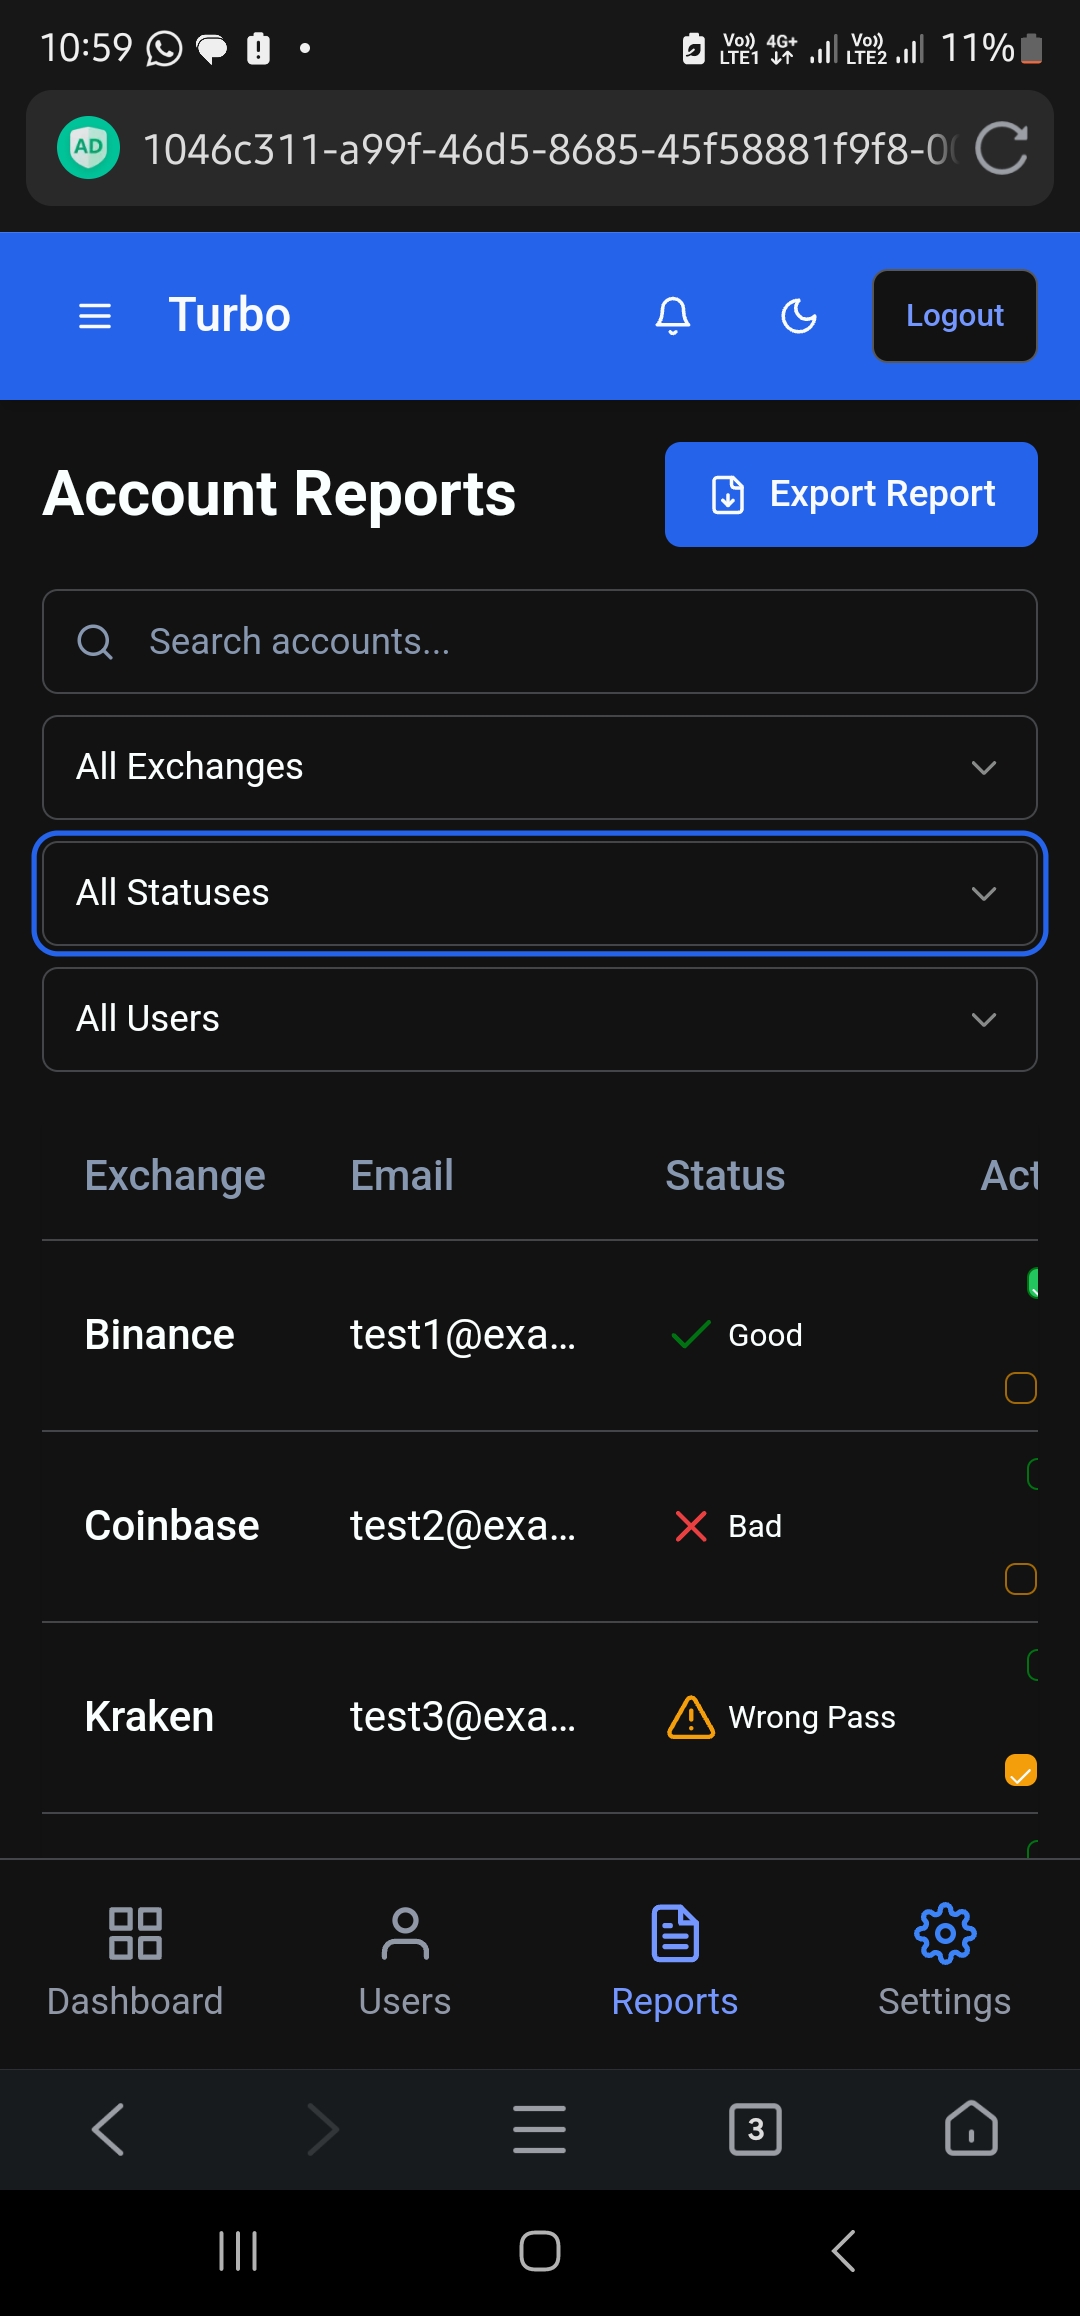 10:59
Vo)) LTE1 4G+ Vo)) LTE2 11%
AD 1046c311-a99f-46d5-8685-45f58881f9f8-0
Turbo
Logout
Account Reports
Export Report
Search accounts...
All Exchanges
All Statuses
All Users
Exchange Email Status Act
Binance test1@exa... Good
Coinbase test2@exa... Bad
Kraken test3@exa... Wrong Pass
Dashboard Users Reports Settings
3